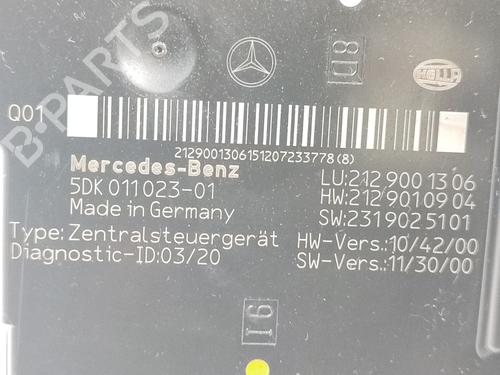 B-PARTS
80
HELLA
Q01
2129001306151207233778(8)
Mercedes-Benz
5DK 011 023-01
Made in Germany
Type: Zentralsteuergerät
Diagnostic-ID:03/20
LU:212 900 13 06
HW:212 901 09 04
SW:231 902 51 01
HW-Vers.: 10/42/00
SW-Vers.: 11/30/00
16